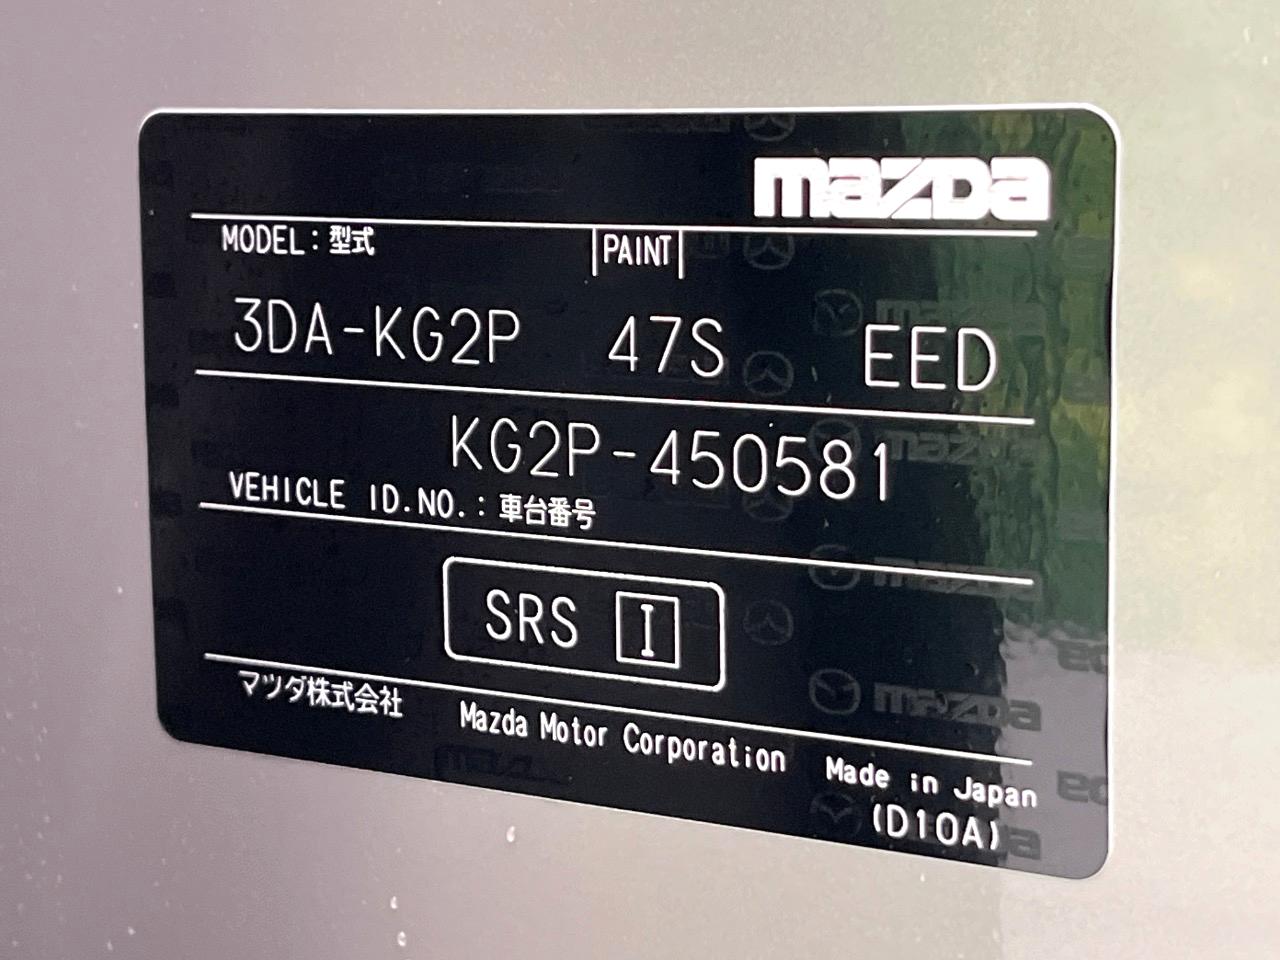 mazda
MODEL:型式 PAINT
3DA-KG2P 47S EED
KG2P-450581
VEHICLE ID.NO.:車台番号
SRS I
マツダ株式会社 Mazda Motor Corporation Made in Japan
(D10A)